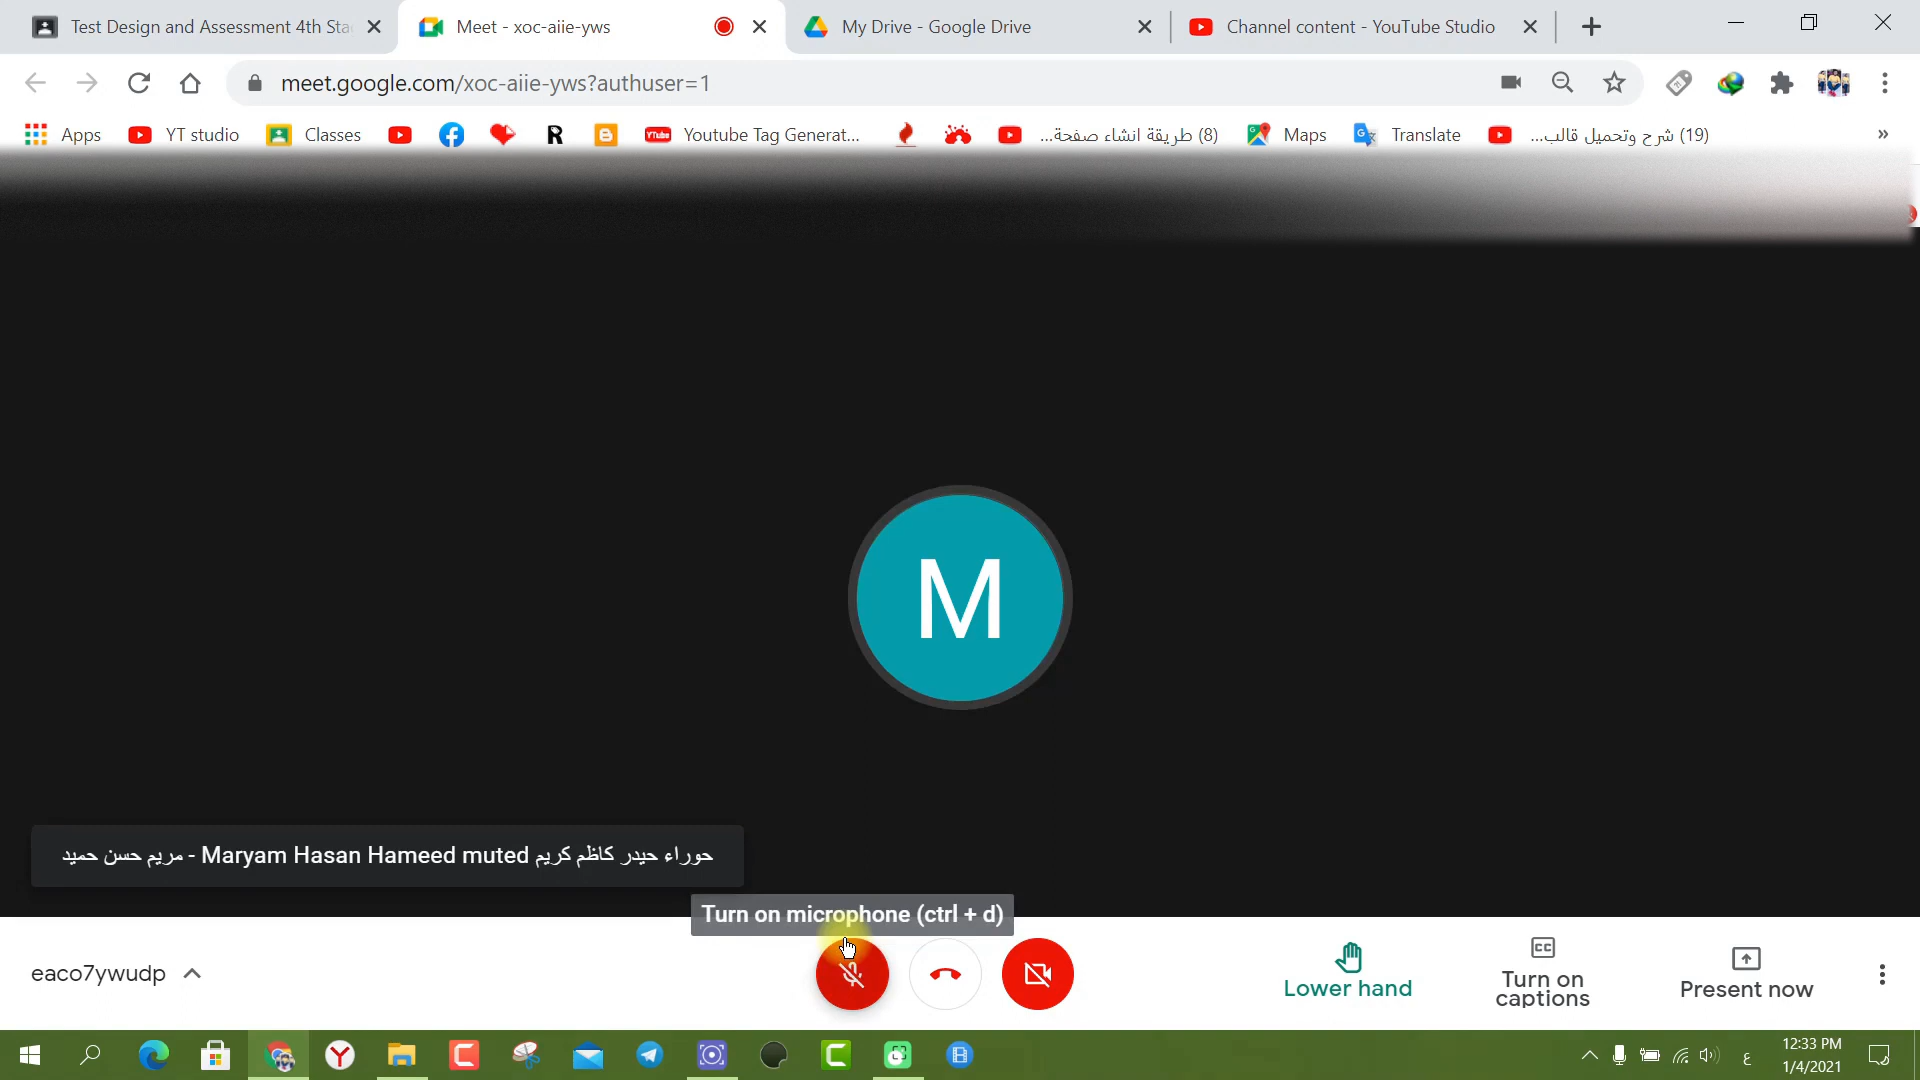 Test Design and Assessment 4th Sta
Meet - xoc-aiie-yws
My Drive - Google Drive
Channel content - YouTube Studio
meet.google.com/xoc-aiie-yws?authuser=1
Apps
YT studio
Classes
R
YTube
Youtube Tag Generat...
(8) طريقة انشاء صفحة...
Maps
Translate
(19) شرح وتحميل قالب...
»
M
حوراء حيدر كاظم كريم Maryam Hasan Hameed muted - مريم حسن حميد
Turn on microphone (ctrl + d)
eaco7ywudp
Lower hand
CC
Turn on
captions
Present now
ع
12:33 PM
1/4/2021